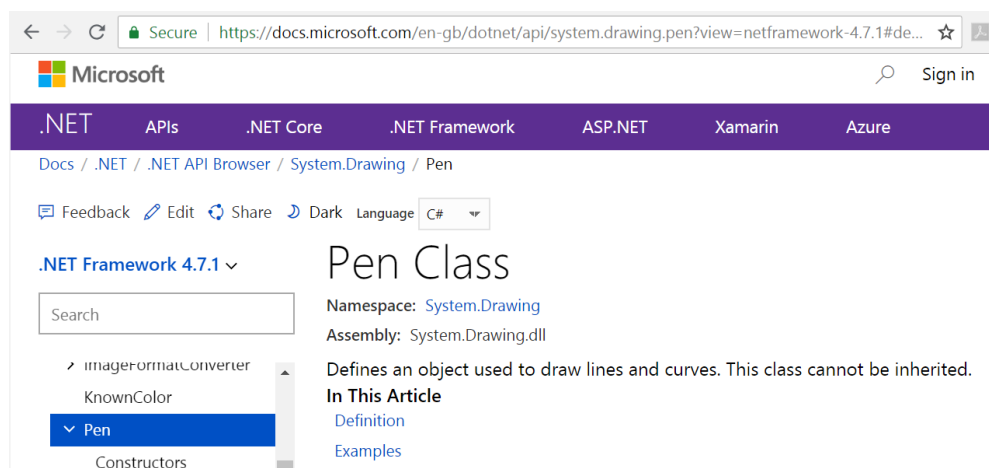 Secure | https://docs.microsoft.com/en-gb/dotnet/api/system.drawing.pen?view=netframework-4.7.1#de...
Microsoft
Sign in
.NET APIs .NET Core .NET Framework ASP.NET Xamarin Azure
Docs / .NET / .NET API Browser / System.Drawing / Pen
Feedback Edit Share Dark Language C#
.NET Framework 4.7.1
Search
ImageFormatConverter
KnownColor
Pen
Constructors
Pen Class
Namespace: System.Drawing
Assembly: System.Drawing.dll
Defines an object used to draw lines and curves. This class cannot be inherited.
In This Article
Definition
Examples